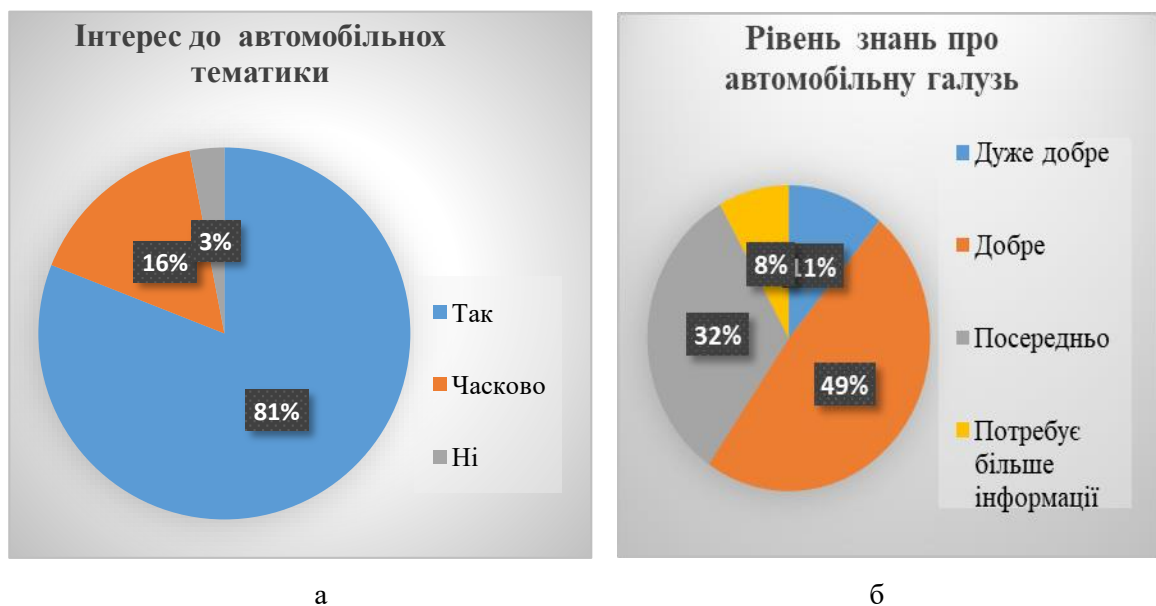 Інтерес до автомобільнох
тематики
3%
16%
81%
Так
Часково
Ні
а
Рівень знань про
автомобільну галузь
8%
11%
32%
49%
Дуже добре
Добре
Посередньо
Потребує
більше
інформації
б